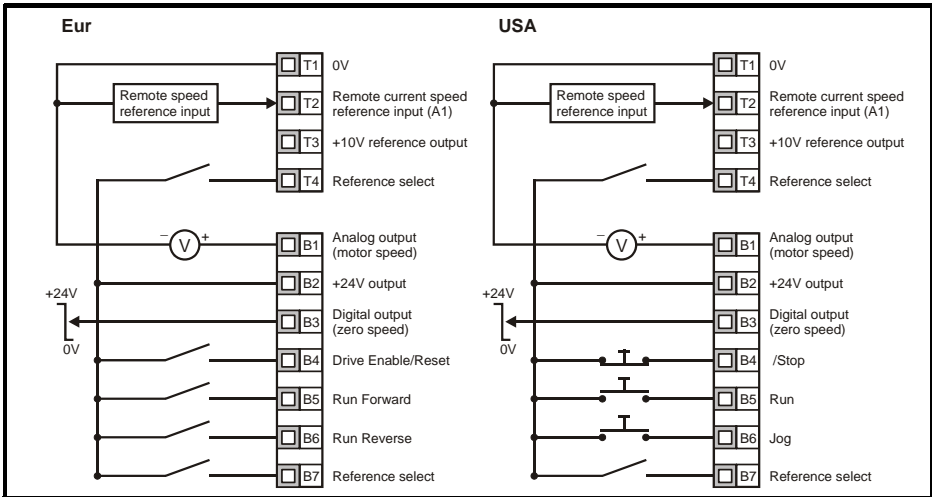 Eur
T1 0V
Remote speed
reference input
T2 Remote current speed
reference input (A1)
T3 +10V reference output
T4 Reference select
− V +
B1 Analog output
(motor speed)
B2 +24V output
+24V
0V
B3 Digital output
(zero speed)
B4 Drive Enable/Reset
B5 Run Forward
B6 Run Reverse
B7 Reference select
USA
T1 0V
Remote speed
reference input
T2 Remote current speed
reference input (A1)
T3 +10V reference output
T4 Reference select
− V +
B1 Analog output
(motor speed)
B2 +24V output
+24V
0V
B3 Digital output
(zero speed)
B4 /Stop
B5 Run
B6 Jog
B7 Reference select